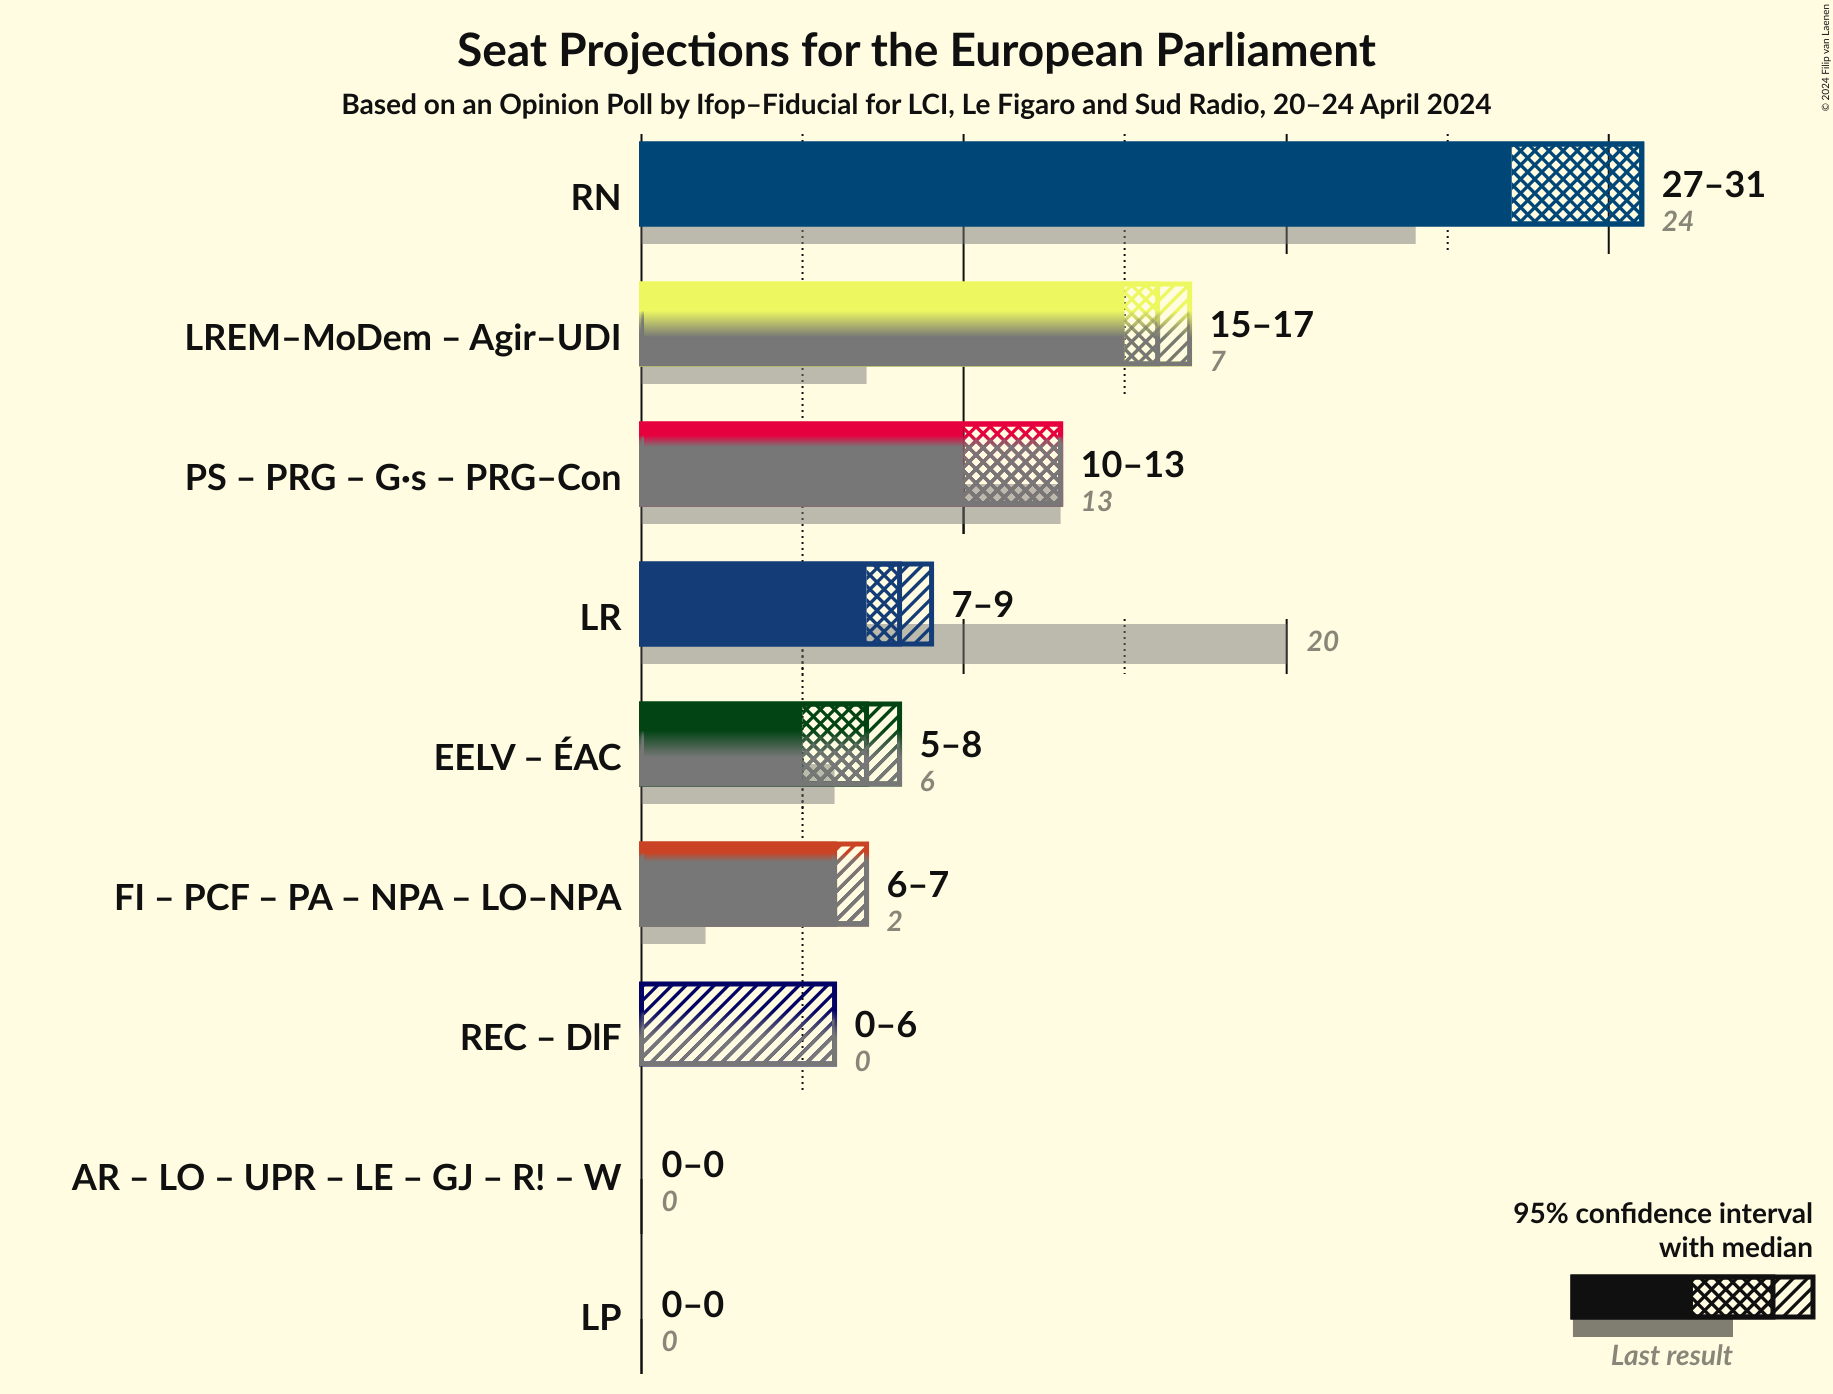 Seat Projections for the European Parliament
Based on an Opinion Poll by Ifop–Fiducial for LCI, Le Figaro and Sud Radio, 20–24 April 2024
© 2024 Filip van Laenen
RN
27–31
24
LREM–MoDem – Agir–UDI
15–17
7
PS – PRG – G·s – PRG–Con
10–13
13
LR
7–9
20
EELV – ÉAC
5–8
6
FI – PCF – PA – NPA – LO–NPA
6–7
2
REC – DlF
0–6
0
AR – LO – UPR – LE – GJ – R! – W
0–0
0
LP
0–0
0
95% confidence interval
with median
Last result